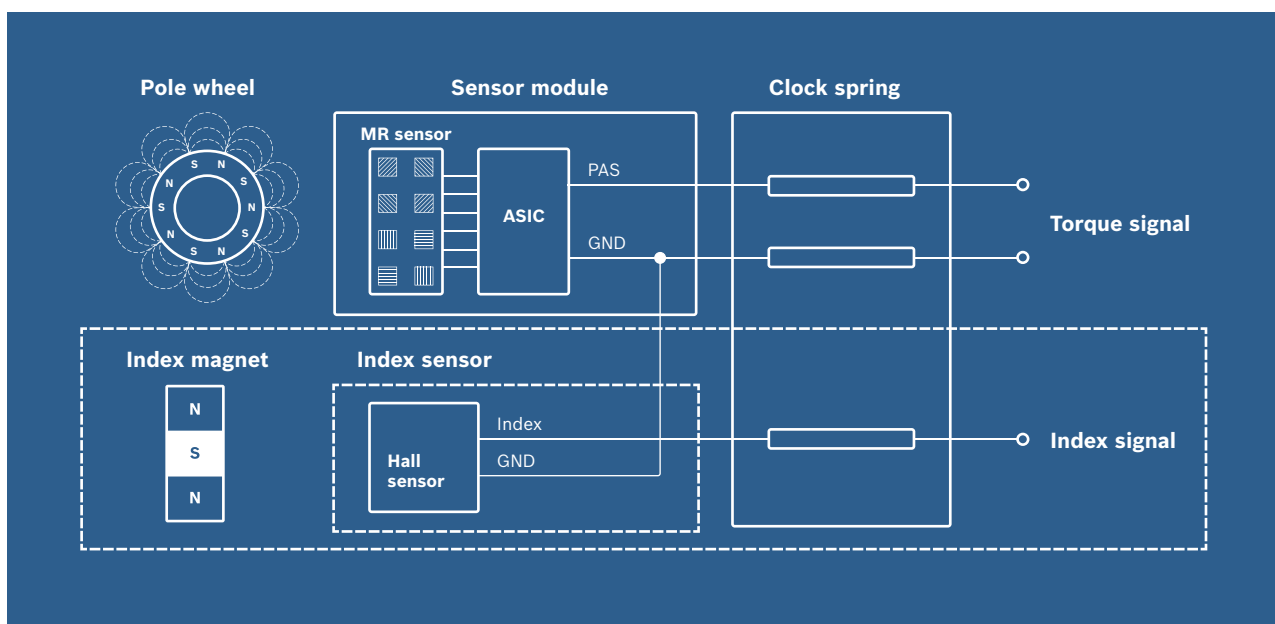 Pole wheel
Sensor module
Clock spring
S N
N S
S N
N S
S N
MR sensor
ASIC
PAS
GND
Torque signal
Index magnet
Index sensor
N
S
N
Hall
sensor
Index
GND
Index signal